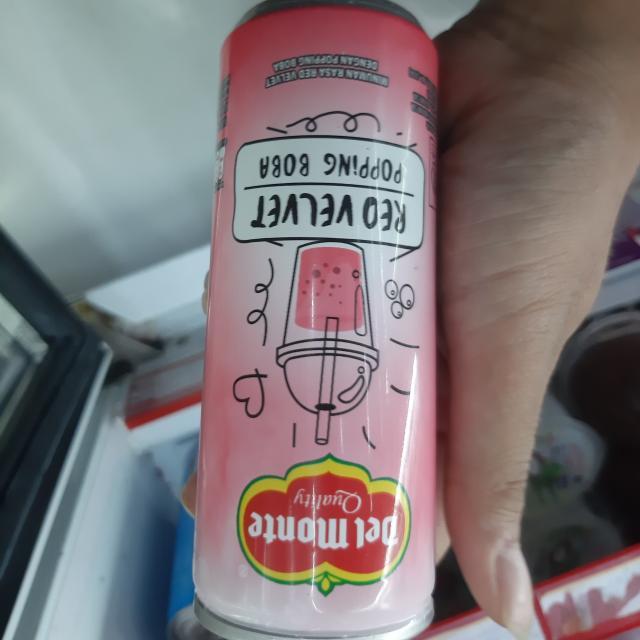 Del Monte
Quality
RED VELVET
POPPING BOBA
MINUMAN RASA RED VELVET
DENGAN POPPING BOBA